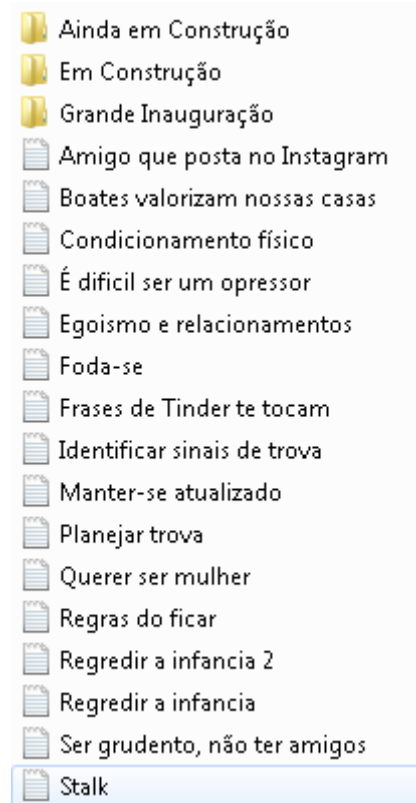 Ainda em Construção
Em Construção
Grande Inauguração
Amigo que posta no Instagram
Boates valorizam nossas casas
Condicionamento físico
É dificil ser um opressor
Egoismo e relacionamentos
Foda-se
Frases de Tinder te tocam
Identificar sinais de trova
Manter-se atualizado
Planejar trova
Querer ser mulher
Regras do ficar
Regredir a infancia 2
Regredir a infancia
Ser grudento, não ter amigos
Stalk